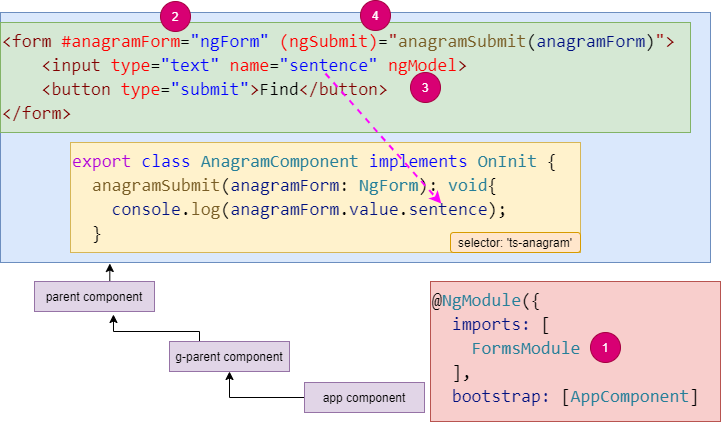 2
4
<form #anagramForm="ngForm" (ngSubmit)="anagramSubmit(anagramForm)">
<input type="text" name="sentence" ngModel>
<button type="submit">Find</button>
3
</form>
export class AnagramComponent implements OnInit {
anagramSubmit(anagramForm: NgForm): void{
console.log(anagramForm.value.sentence);
}
selector: 'ts-anagram'
parent component
g-parent component
app component
@NgModule({
imports: [
FormsModule
1
],
bootstrap: [AppComponent]